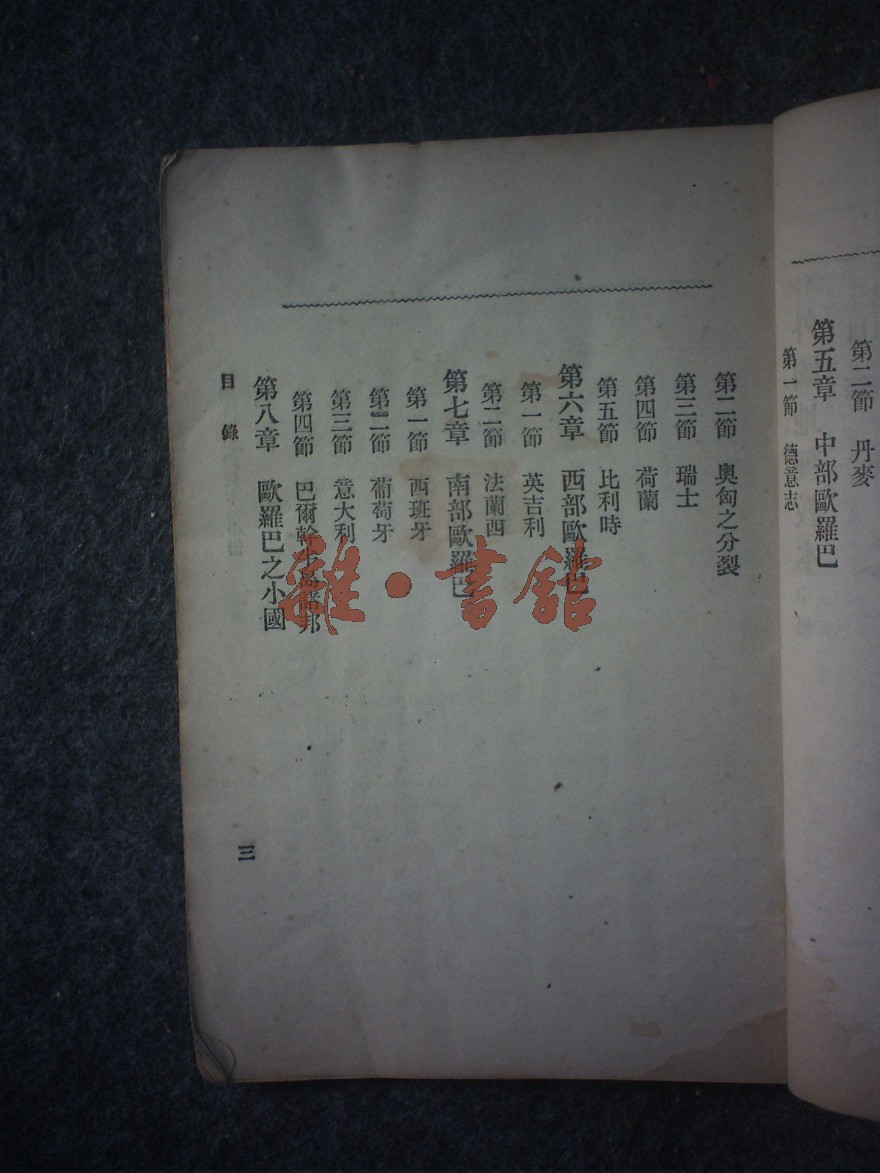 第二節 丹麥
第五章 中部歐羅巴
第一節 德意志
第二節 奧匈之分裂
第三節 瑞士
第四節 荷蘭
第五節 比利時
第六章 西部歐羅巴
第一節 英吉利
第二節 法蘭西
第七章 南部歐羅巴
第一節 西班牙
第二節 葡萄牙
第三節 意大利
第四節 巴爾幹半島諸邦
第八章 歐羅巴之小國
目錄
三
雜·書館